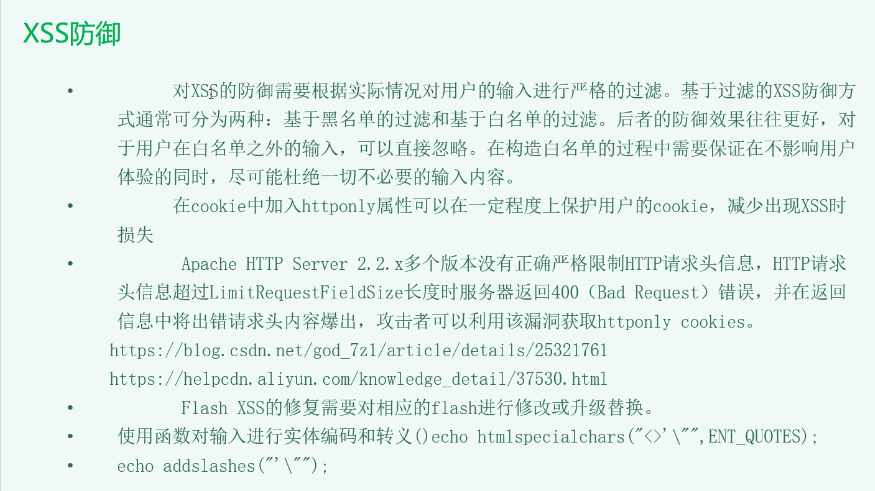 XSS防御
• 对XSS的防御需要根据实际情况对用户的输入进行严格的过滤。基于过滤的XSS防御方
式通常可分为两种：基于黑名单的过滤和基于白名单的过滤。后者的防御效果往往更好，对
于用户在白名单之外的输入，可以直接忽略。在构造白名单的过程中需要保证在不影响用户
体验的同时，尽可能杜绝一切不必要的输入内容。
• 在cookie中加入httponly属性可以在一定程度上保护用户的cookie，减少出现XSS时
损失
• Apache HTTP Server 2.2.x多个版本没有正确严格限制HTTP请求头信息，HTTP请求
头信息超过LimitRequestFieldSize长度时服务器返回400（Bad Request）错误，并在返回
信息中将出错请求头内容爆出，攻击者可以利用该漏洞获取httponly cookies。
https://blog.csdn.net/god_7z1/article/details/25321761
https://helpcdn.aliyun.com/knowledge_detail/37530.html
• Flash XSS的修复需要对相应的flash进行修改或升级替换。
• 使用函数对输入进行实体编码和转义()echo htmlspecialchars("<>'\"",ENT_QUOTES);
• echo addslashes("'\"");